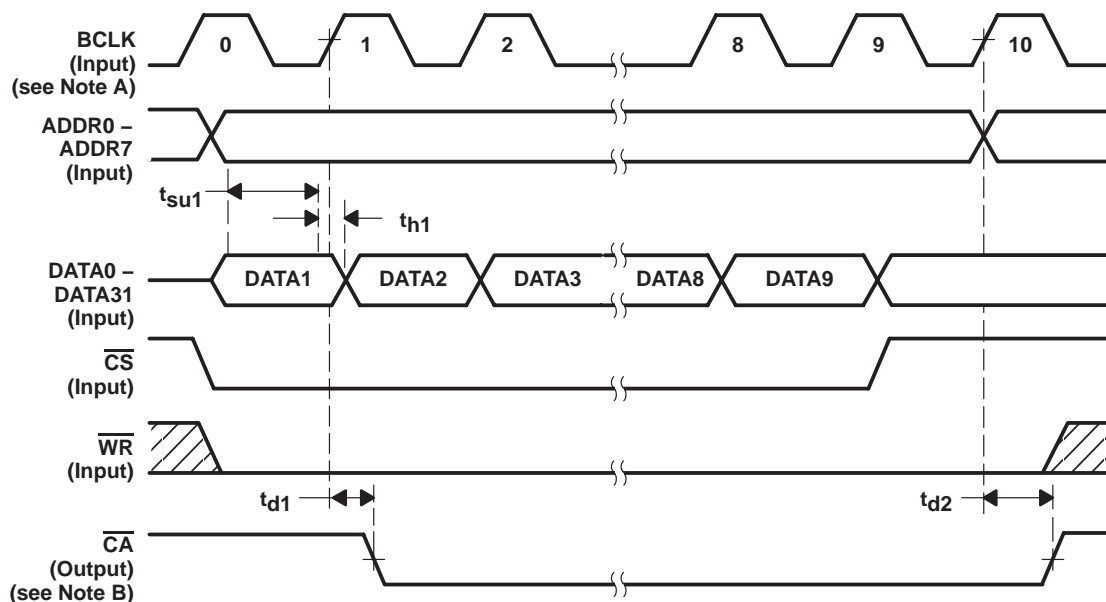 BCLK
(Input)
(see Note A)
0
1
2
8
9
10
ADDR0 –
ADDR7
(Input)
tsu1
th1
DATA0 –
DATA31
(Input)
DATA1
DATA2
DATA3
DATA8
DATA9
CS
(Input)
WR
(Input)
td1
td2
CA
(Output)
(see Note B)